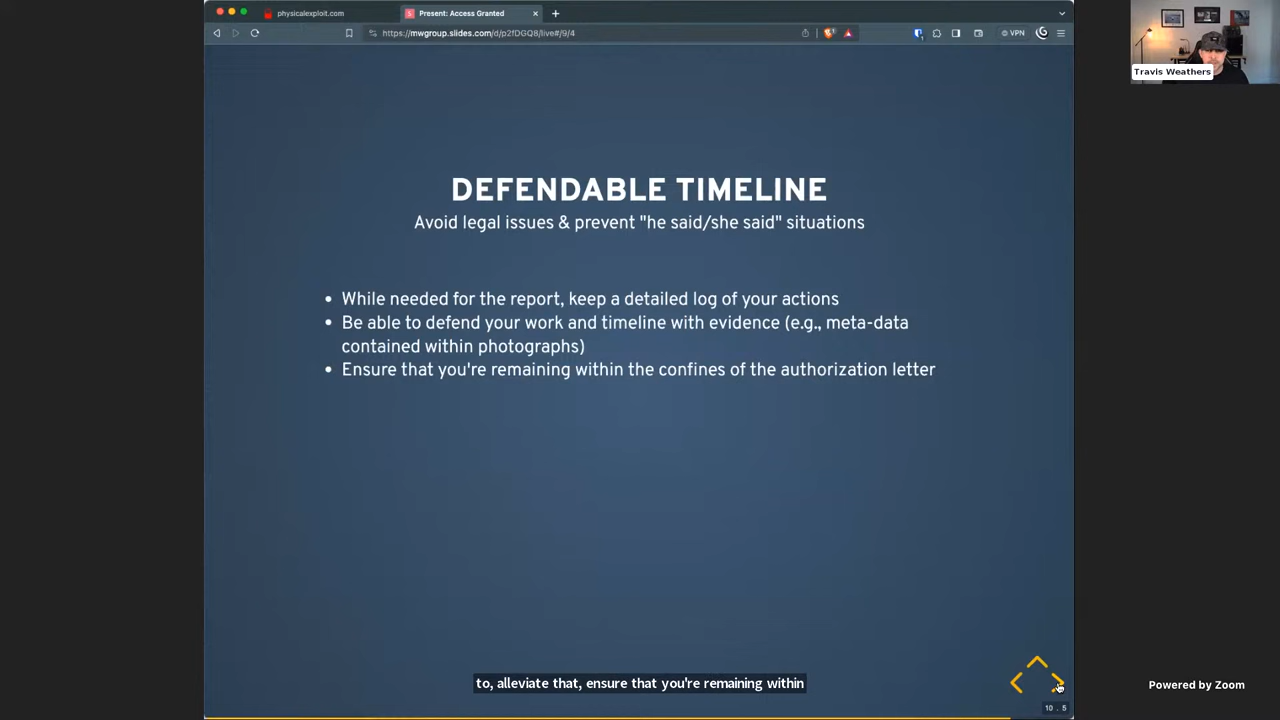 physicalexploit.com
Present: Access Granted
https://mwgroup.slides.com/d/p2fDGQ8/live#/9/4
VPN
Travis Weathers
DEFENDABLE TIMELINE
Avoid legal issues & prevent "he said/she said" situations
• While needed for the report, keep a detailed log of your actions
• Be able to defend your work and timeline with evidence (e.g., meta-data
contained within photographs)
• Ensure that you're remaining within the confines of the authorization letter
to, alleviate that, ensure that you're remaining within
Powered by Zoom
10 . 5